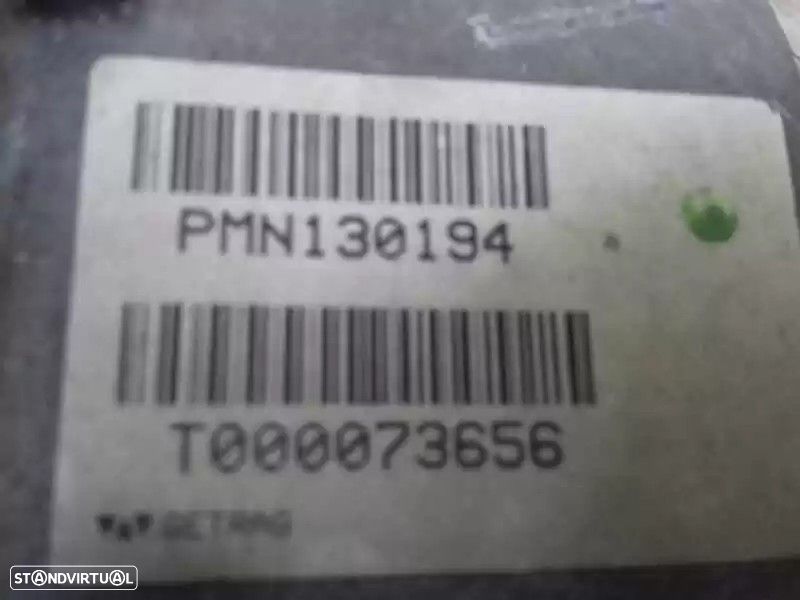 PMN130194
T000073656
GETRAG
STANDVIRTUAL